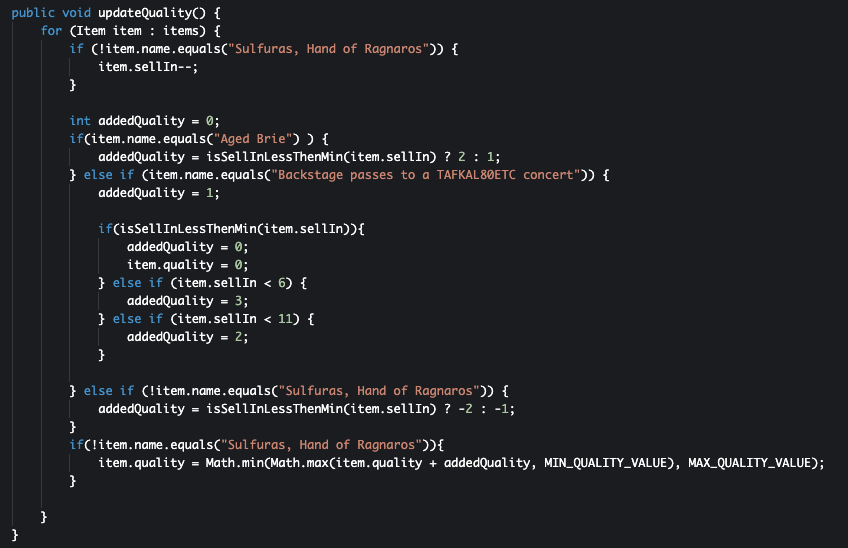 public void updateQuality() {
    for (Item item : items) {
        if (!item.name.equals("Sulfuras, Hand of Ragnaros")) {
            item.sellIn--;
        }

        int addedQuality = 0;
        if(item.name.equals("Aged Brie") ) {
            addedQuality = isSellInLessThenMin(item.sellIn) ? 2 : 1;
        } else if (item.name.equals("Backstage passes to a TAFKAL80ETC concert")) {
            addedQuality = 1;

            if(isSellInLessThenMin(item.sellIn)){
                addedQuality = 0;
                item.quality = 0;
            } else if (item.sellIn < 6) {
                addedQuality = 3;
            } else if (item.sellIn < 11) {
                addedQuality = 2;
            }

        } else if (!item.name.equals("Sulfuras, Hand of Ragnaros")) {
            addedQuality = isSellInLessThenMin(item.sellIn) ? -2 : -1;
        }
        if(!item.name.equals("Sulfuras, Hand of Ragnaros")){
            item.quality = Math.min(Math.max(item.quality + addedQuality, MIN_QUALITY_VALUE), MAX_QUALITY_VALUE);
        }

    }
}